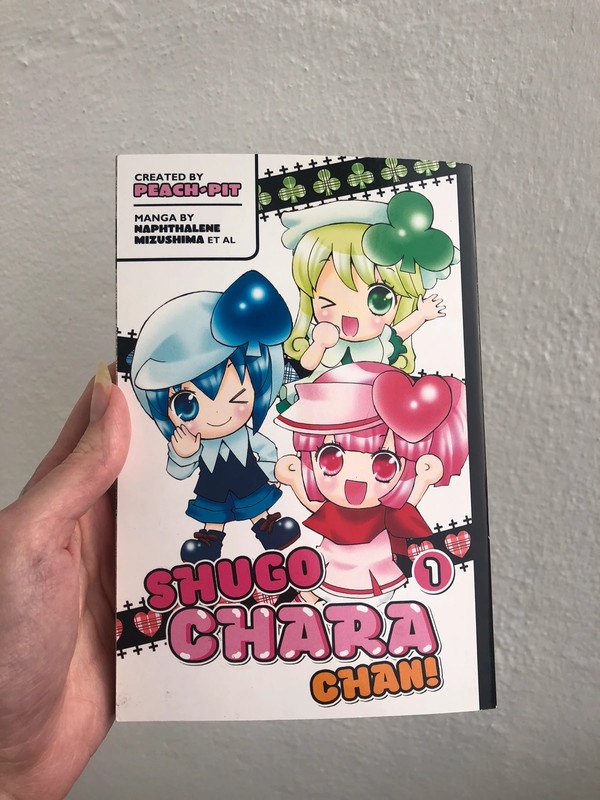 CREATED BY
PEACH•PIT
MANGA BY
NAPHTHALENE
MIZUSHIMA ET AL
SHUGO
CHARA
CHAN!
1